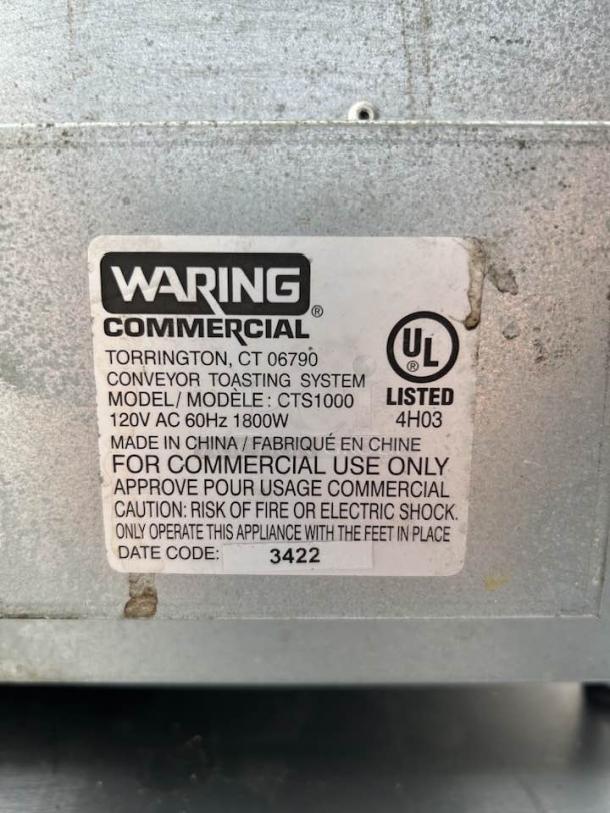 WARING®
COMMERCIAL
TORRINGTON, CT 06790
CONVEYOR TOASTING SYSTEM
MODEL/ MODÈLE: CTS1000
120V AC 60Hz 1800W
MADE IN CHINA / FABRIQUÉ EN CHINE
FOR COMMERCIAL USE ONLY
APPROVE POUR USAGE COMMERCIAL
CAUTION: RISK OF FIRE OR ELECTRIC SHOCK.
ONLY OPERATE THIS APPLIANCE WITH THE FEET IN PLACE
DATE CODE: 3422
UL®
LISTED
4H03